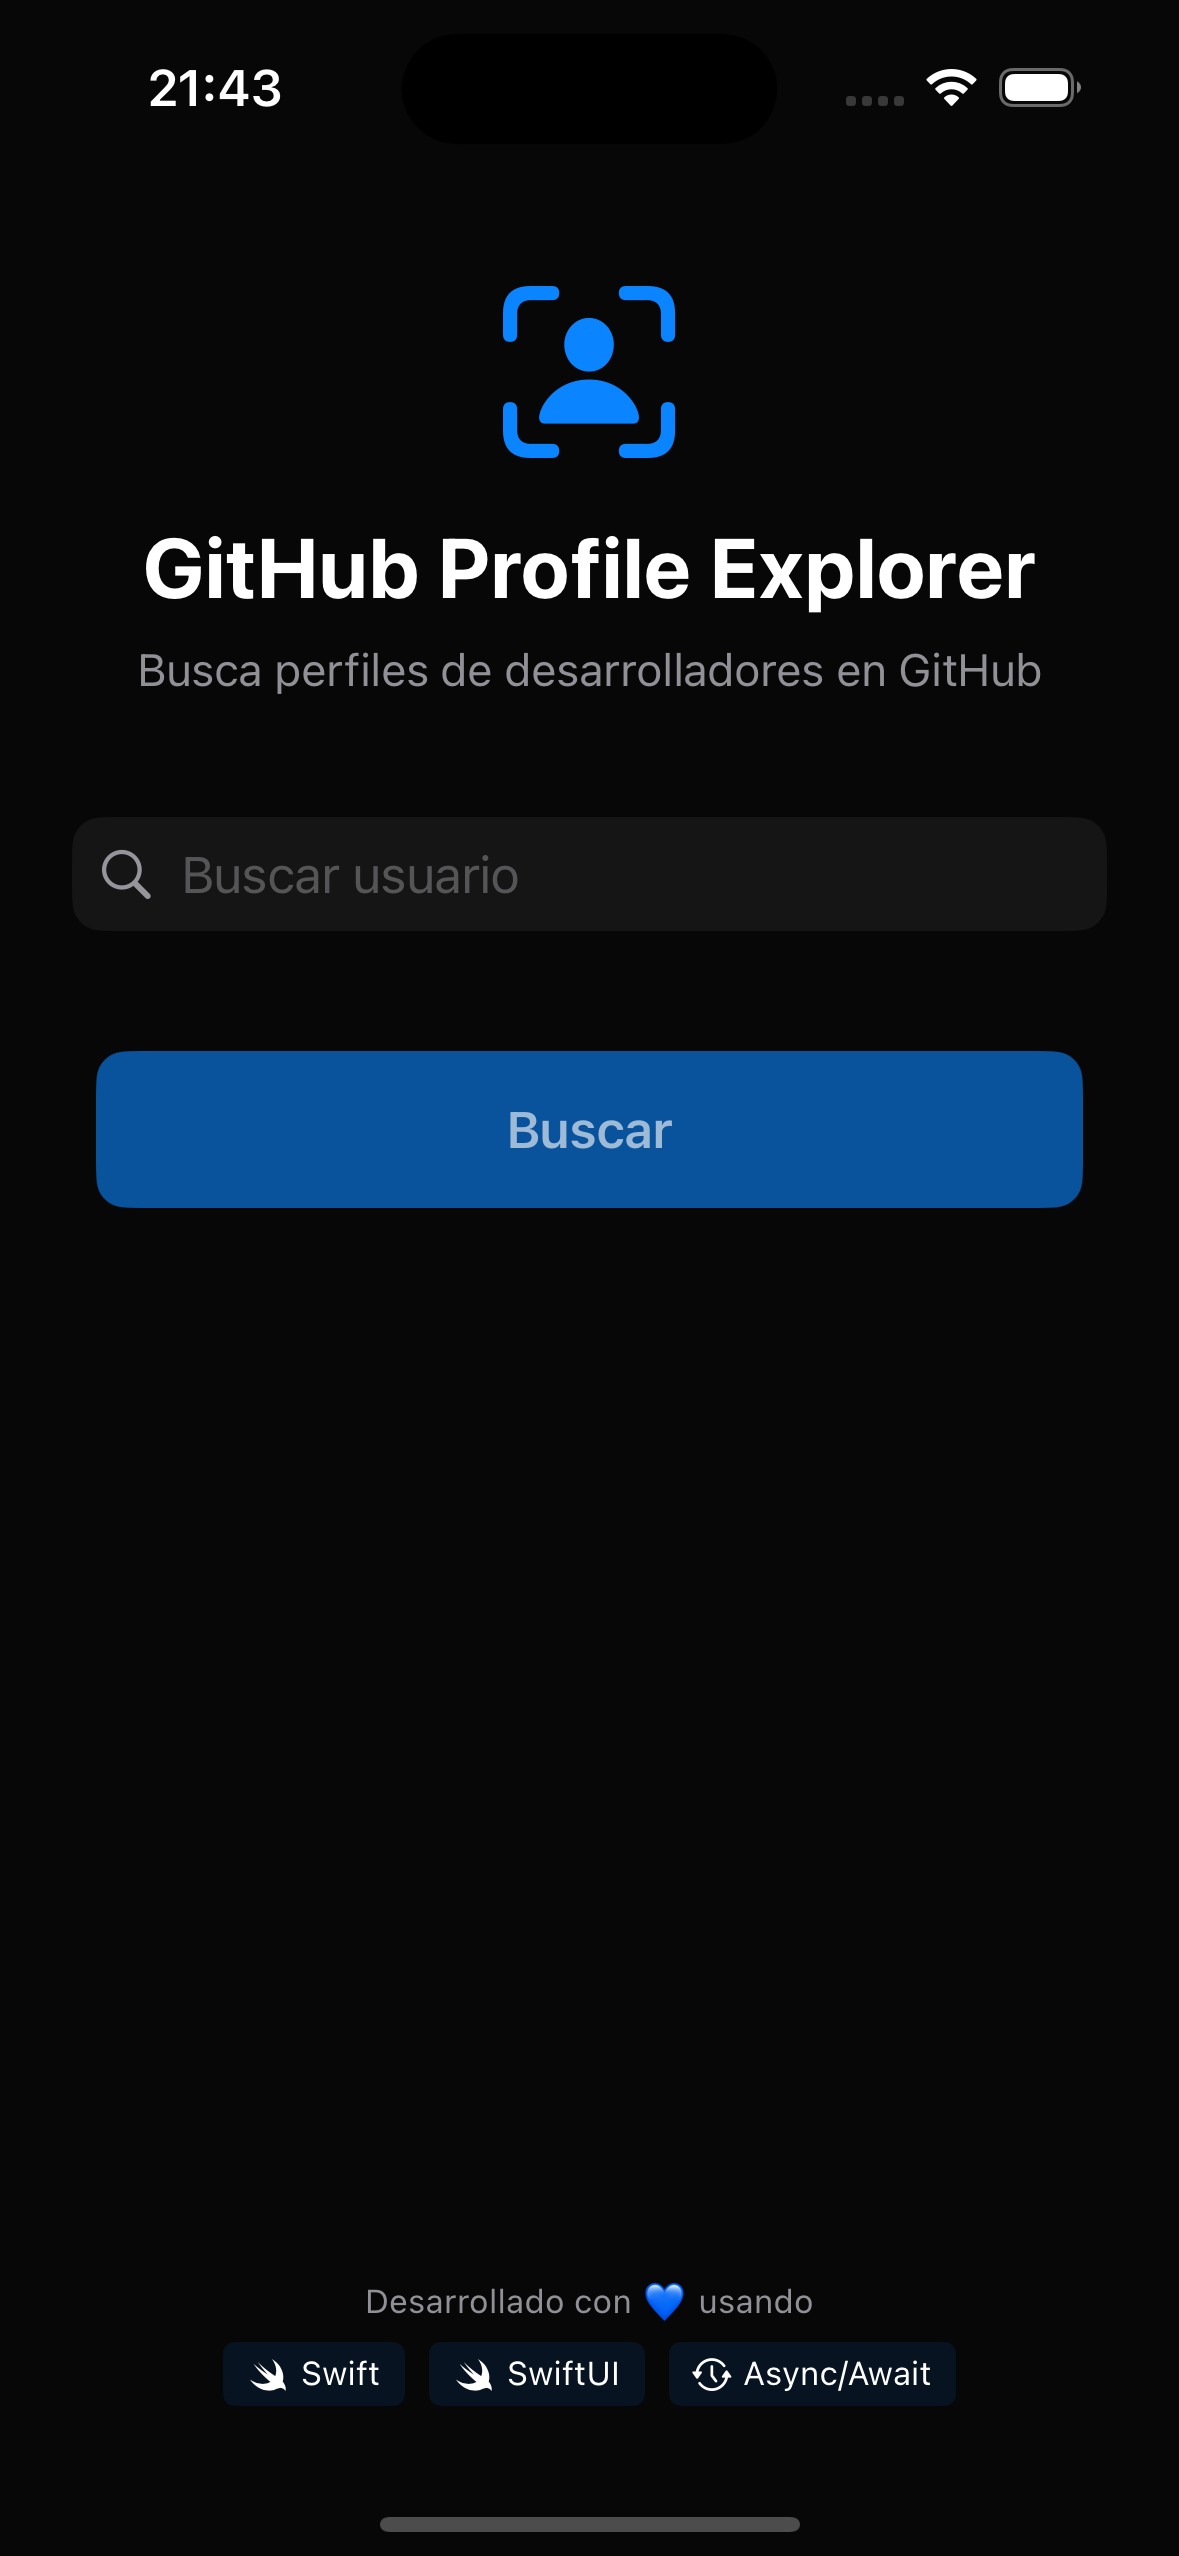 21:43
GitHub Profile Explorer
Busca perfiles de desarrolladores en GitHub
Buscar usuario
Buscar
Desarrollado con 💙 usando
Swift SwiftUI Async/Await